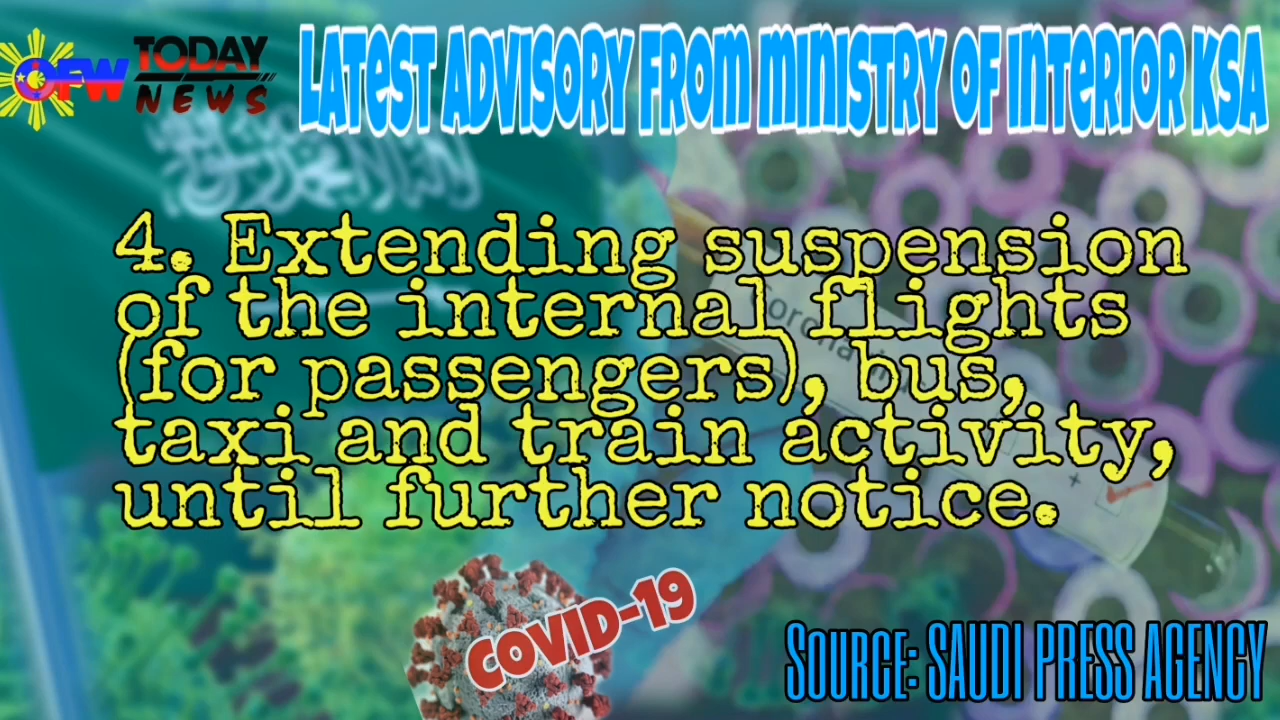 OFW TODAY NEWS
LATEST ADVISORY FROM MINISTRY OF INTERIOR KSA
4. Extending suspension
of the internal flights
(for passengers), bus,
taxi and train activity,
until further notice.
Corona
COVID-19
SOURCE: SAUDI PRESS AGENCY